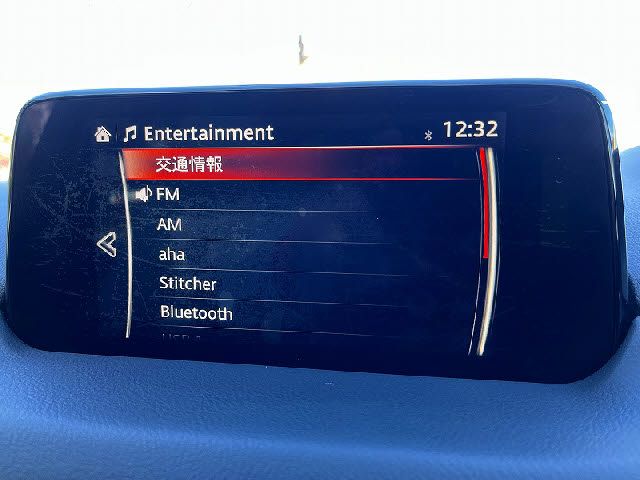 Entertainment
12:32
交通情報
FM
AM
aha
Stitcher
Bluetooth